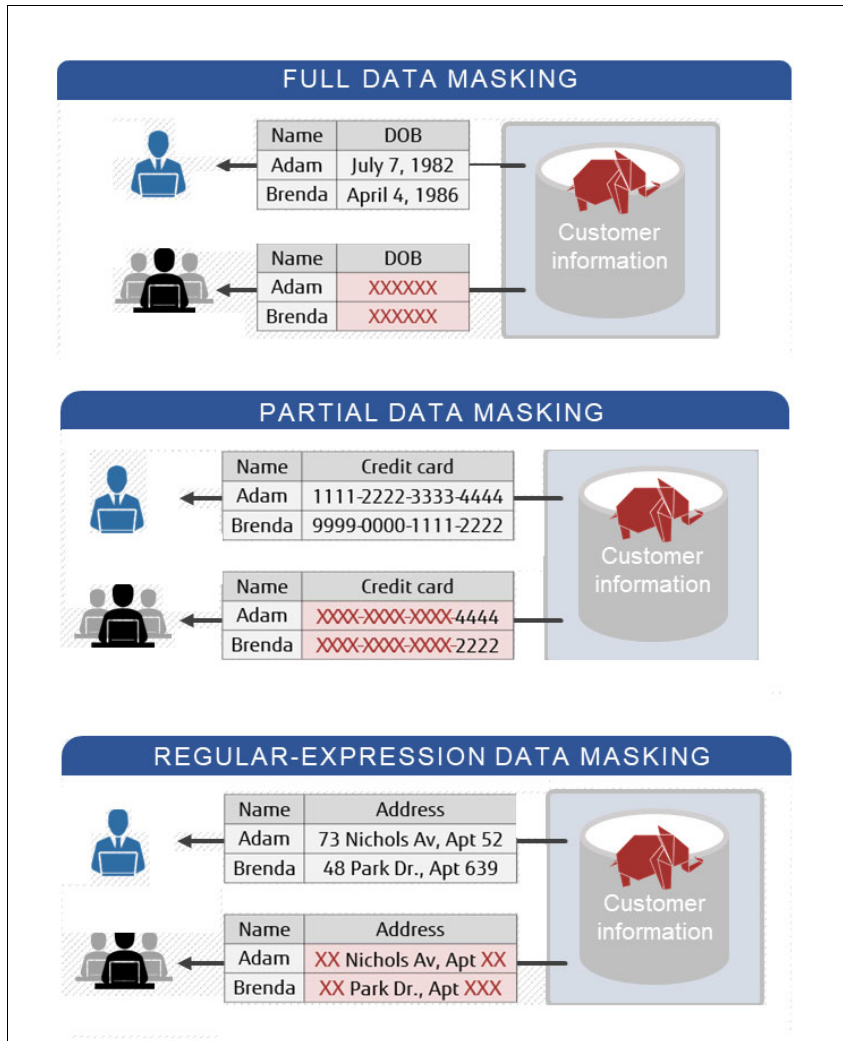 FULL DATA MASKING
Name DOB
Adam July 7, 1982
Brenda April 4, 1986
Name DOB
Adam XXXXXX
Brenda XXXXXX
Customer
information
PARTIAL DATA MASKING
Name Credit card
Adam 1111-2222-3333-4444
Brenda 9999-0000-1111-2222
Name Credit card
Adam XXXX-XXXX-XXXX-4444
Brenda XXXX-XXXX-XXXX-2222
Customer
information
REGULAR-EXPRESSION DATA MASKING
Name Address
Adam 73 Nichols Av, Apt 52
Brenda 48 Park Dr., Apt 639
Name Address
Adam XX Nichols Av, Apt XX
Brenda XX Park Dr., Apt XXX
Customer
information